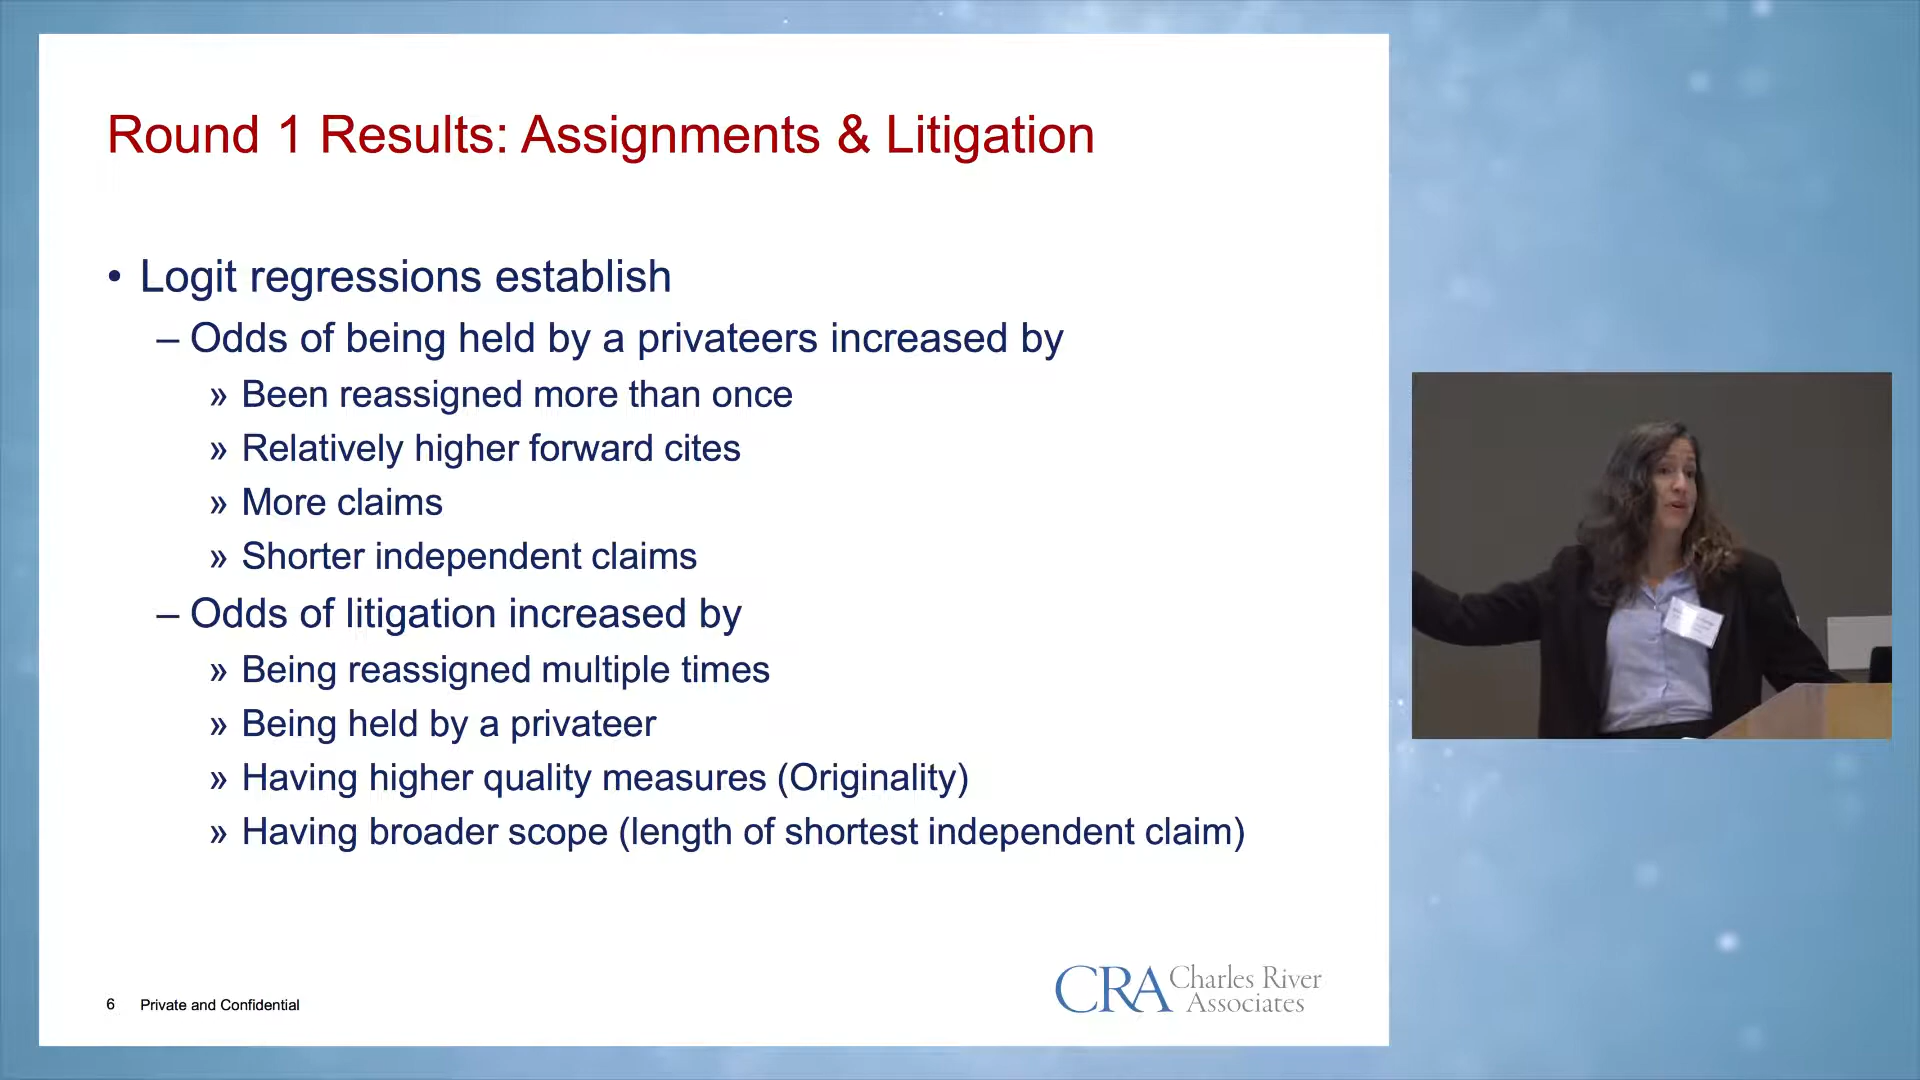 Round 1 Results: Assignments & Litigation
• Logit regressions establish
– Odds of being held by a privateers increased by
» Been reassigned more than once
» Relatively higher forward cites
» More claims
» Shorter independent claims
– Odds of litigation increased by
» Being reassigned multiple times
» Being held by a privateer
» Having higher quality measures (Originality)
» Having broader scope (length of shortest independent claim)
6 Private and Confidential
CRA Charles River
Associates